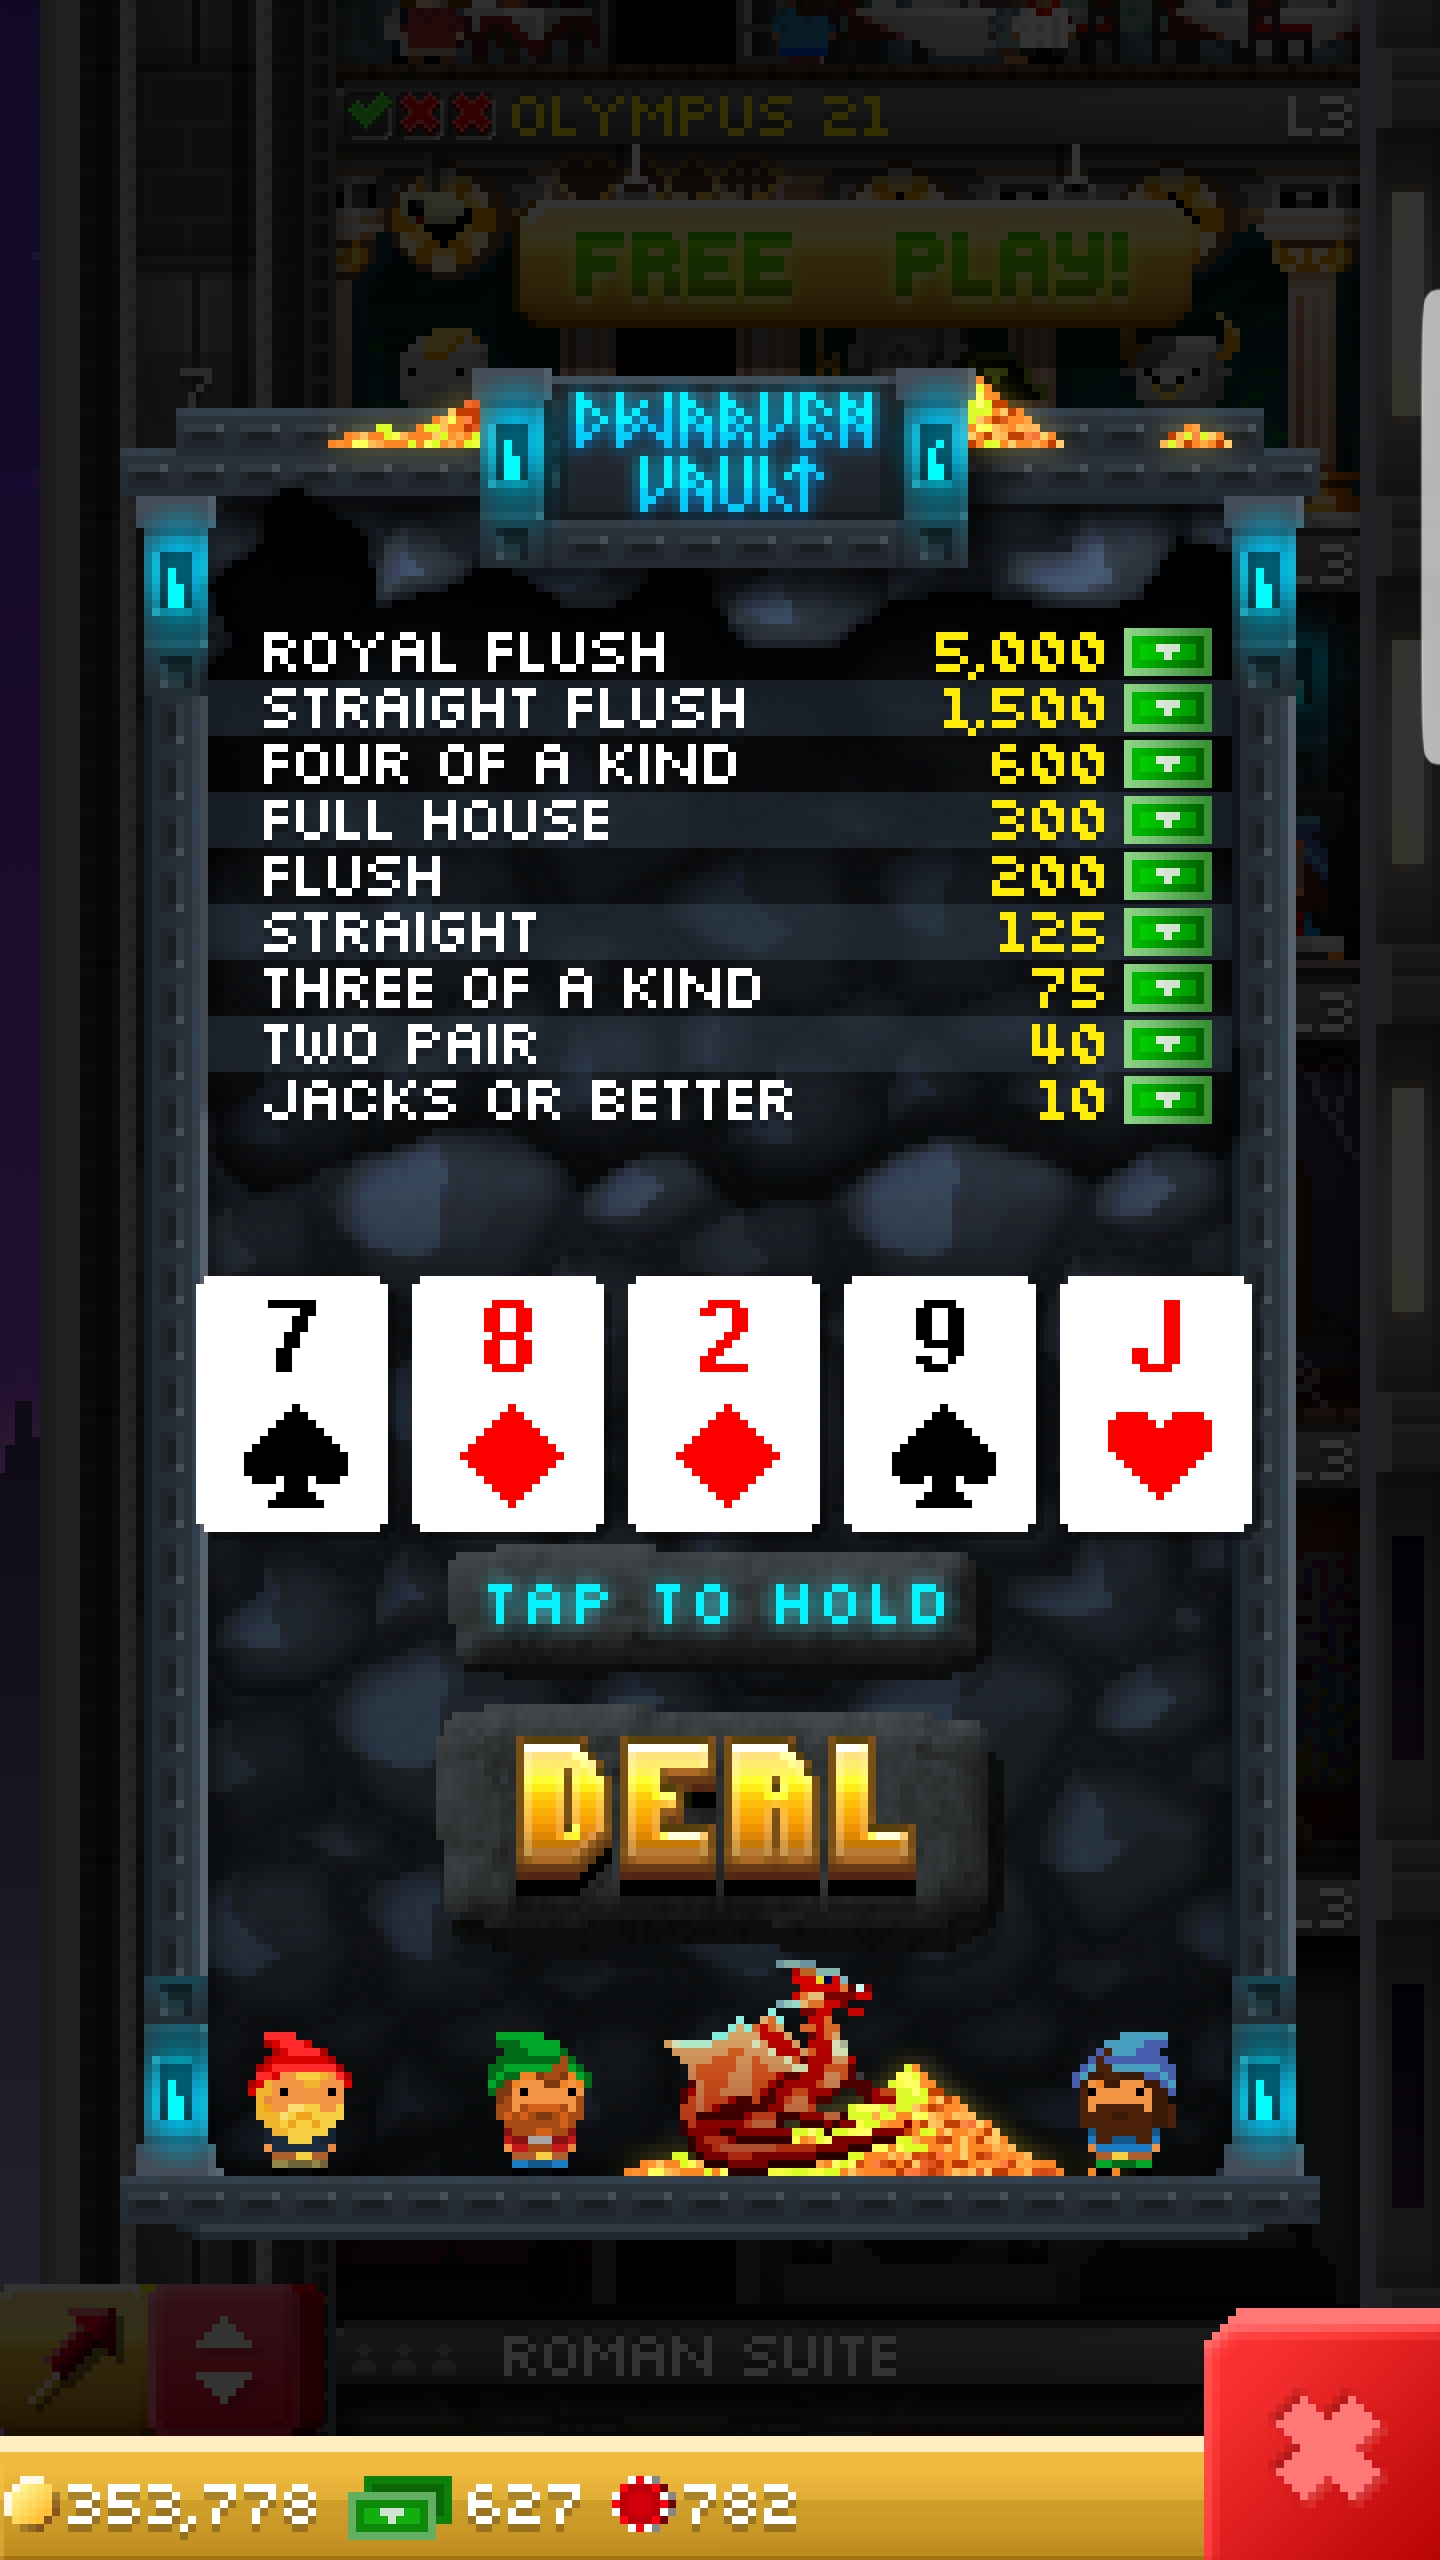 OLYMPUS 21 L3
FREE PLAY!
DWARVEN
VAULT
ROYAL FLUSH 5,000
STRAIGHT FLUSH 1,500
FOUR OF A KIND 600
FULL HOUSE 300
FLUSH 200
STRAIGHT 125
THREE OF A KIND 75
TWO PAIR 40
JACKS OR BETTER 10
7 8 2 9 J
TAP TO HOLD
DEAL
ROMAN SUITE
353,778 627 782